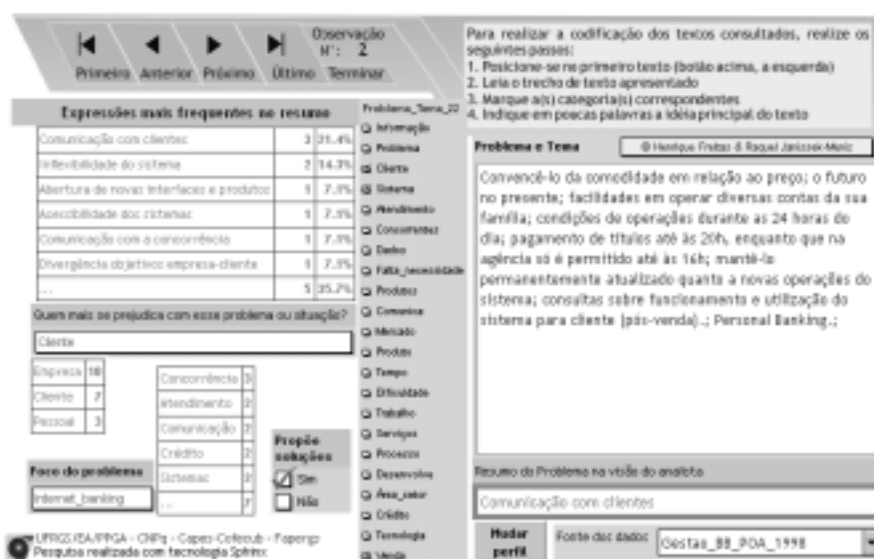 Primeiro Anterior Próximo Último Terminar
Observação
N°: 2
Para realizar a codificação dos textos consultados, realize os
seguintes passos:
1. Posicione-se no primeiro texto (botão acima, a esquerda)
2. Leia o trecho de texto apresentado
3. Marque a(s) categoria(s) correspondentes
4. Indique em poucas palavras a idéia principal do texto
Expressões mais frequentes no resumo
Comunicação com clientes 3 21.4%
Inflexibilidade do sistema 2 14.3%
Abertura de novas interfaces e produtos 1 7.1%
Acessibilidade dos sistemas 1 7.1%
Comunicação com a concorrência 1 7.1%
Divergência objetivos empresa-cliente 1 7.1%
... 5 35.7%
Quem mais se prejudica com esse problema ou situação?
Cliente
Empresa 10
Cliente 7
Pessoal 3
Concorrência 3
Atendimento 2
Comunicação 2
Crédito 2
Sistemas 2
... 7
Foco do problema
Internet_banking
Propõe
soluções
Sim
Não
UFRGS/EA/PPGA - CNPq - Capes-Cofecub - Fapergs
Pesquisa realizada com tecnologia Sphinx
Problema_Tema_22
Informação
Problema
Cliente
Sistema
Atendimento
Concorrentes
Dados
Falta_necessidade
Produtos
Comunica
Mercado
Produto
Tempo
Dificuldade
Trabalho
Serviços
Processo
Desenvolve
Área_setor
Crédito
Tecnologia
Venda
Problema e Tema
© Henrique Freitas & Raquel Janissek-Muniz
Convencê-lo da comodidade em relação ao preço; o futuro
no presente; facilidades em operar diversas contas da sua
família; condições de operações durante as 24 horas do
dia; pagamento de títulos até às 20h, enquanto que na
agência só é permitido até às 16h; mantê-lo
permanentemente atualizado quanto a novas operações do
sistema; consultas sobre funcionamento e utilização do
sistema para cliente (pós-venda).; Personal Banking.;
Resumo do Problema na visão do analista
Comunicação com clientes
Mudar
perfil
Fonte dos dados
Gestao_BB_POA_1998